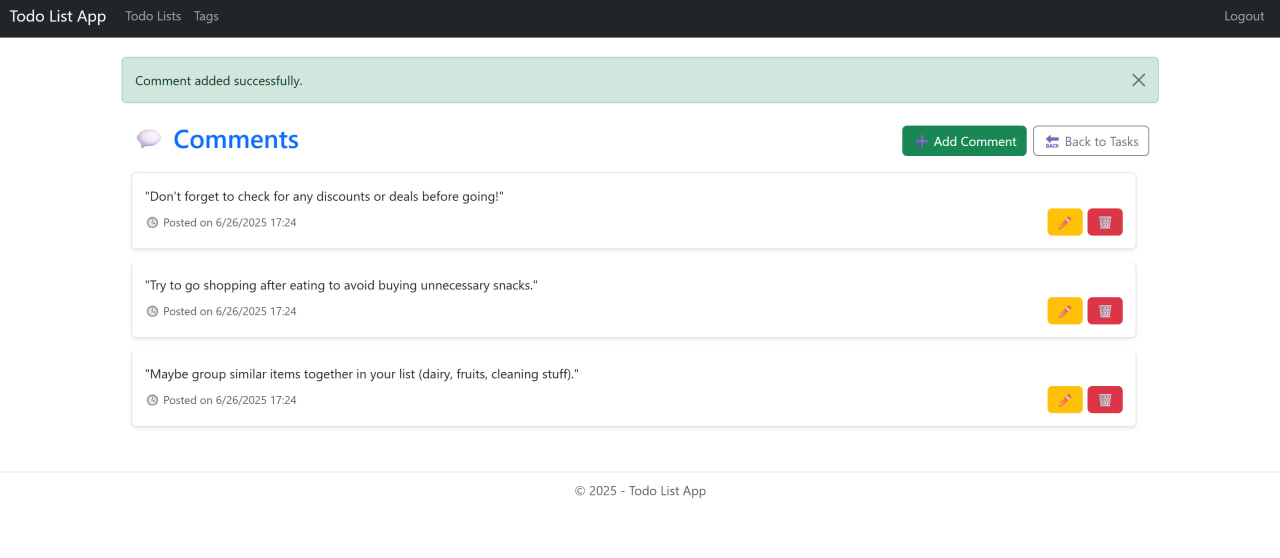 Todo List App Todo Lists Tags Logout
Comment added successfully.
Comments Add Comment BACK Back to Tasks
"Don't forget to check for any discounts or deals before going!"
Posted on 6/26/2025 17:24
"Try to go shopping after eating to avoid buying unnecessary snacks."
Posted on 6/26/2025 17:24
"Maybe group similar items together in your list (dairy, fruits, cleaning stuff)."
Posted on 6/26/2025 17:24
© 2025 - Todo List App